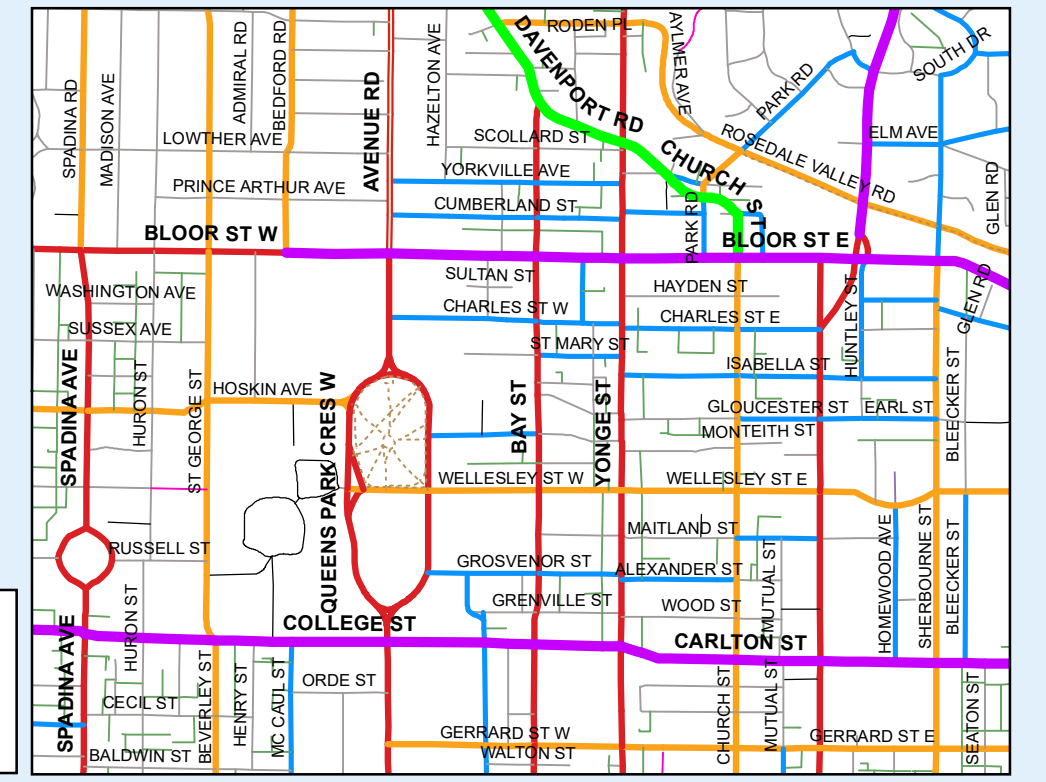 RODEN PL
SPADINA RD
MADISON AVE
ADMIRAL RD
BEDFORD RD
AVENUE RD
HAZELTON AVE
DAVENPORT RD
AYLMER AVE
PARK RD
SOUTH DR
LOWTHER AVE
SCOLLARD ST
CHURCH ST
ROSEDALE VALLEY RD
ELM AVE
GLEN RD
PRINCE ARTHUR AVE
YORKVILLE AVE
CUMBERLAND ST
PARK RD
BLOOR ST W
BLOOR ST E
WASHINGTON AVE
SULTAN ST
HAYDEN ST
HUNTLEY ST
GLEN RD
SUSSEX AVE
CHARLES ST W
CHARLES ST E
ST MARY ST
ISABELLA ST
SPADINA AVE
HURON ST
ST GEORGE ST
HOSKIN AVE
QUEENS PARK CRES W
BAY ST
YONGE ST
GLOUCESTER ST
EARL ST
BLEECKER ST
MONTEITH ST
WELLESLEY ST W
WELLESLEY ST E
MAITLAND ST
RUSSELL ST
GROSVENOR ST
ALEXANDER ST
MUTUAL ST
HOMEWOOD AVE
SHERBOURNE ST
BLEECKER ST
HURON ST
GRENVILLE ST
WOOD ST
COLLEGE ST
CARLTON ST
SPADINA AVE
BEVERLEY ST
HENRY ST
MC CAUL ST
ORDE ST
CHURCH ST
MUTUAL ST
SEATON ST
CECIL ST
GERRARD ST W
GERRARD ST E
BALDWIN ST
WALTON ST